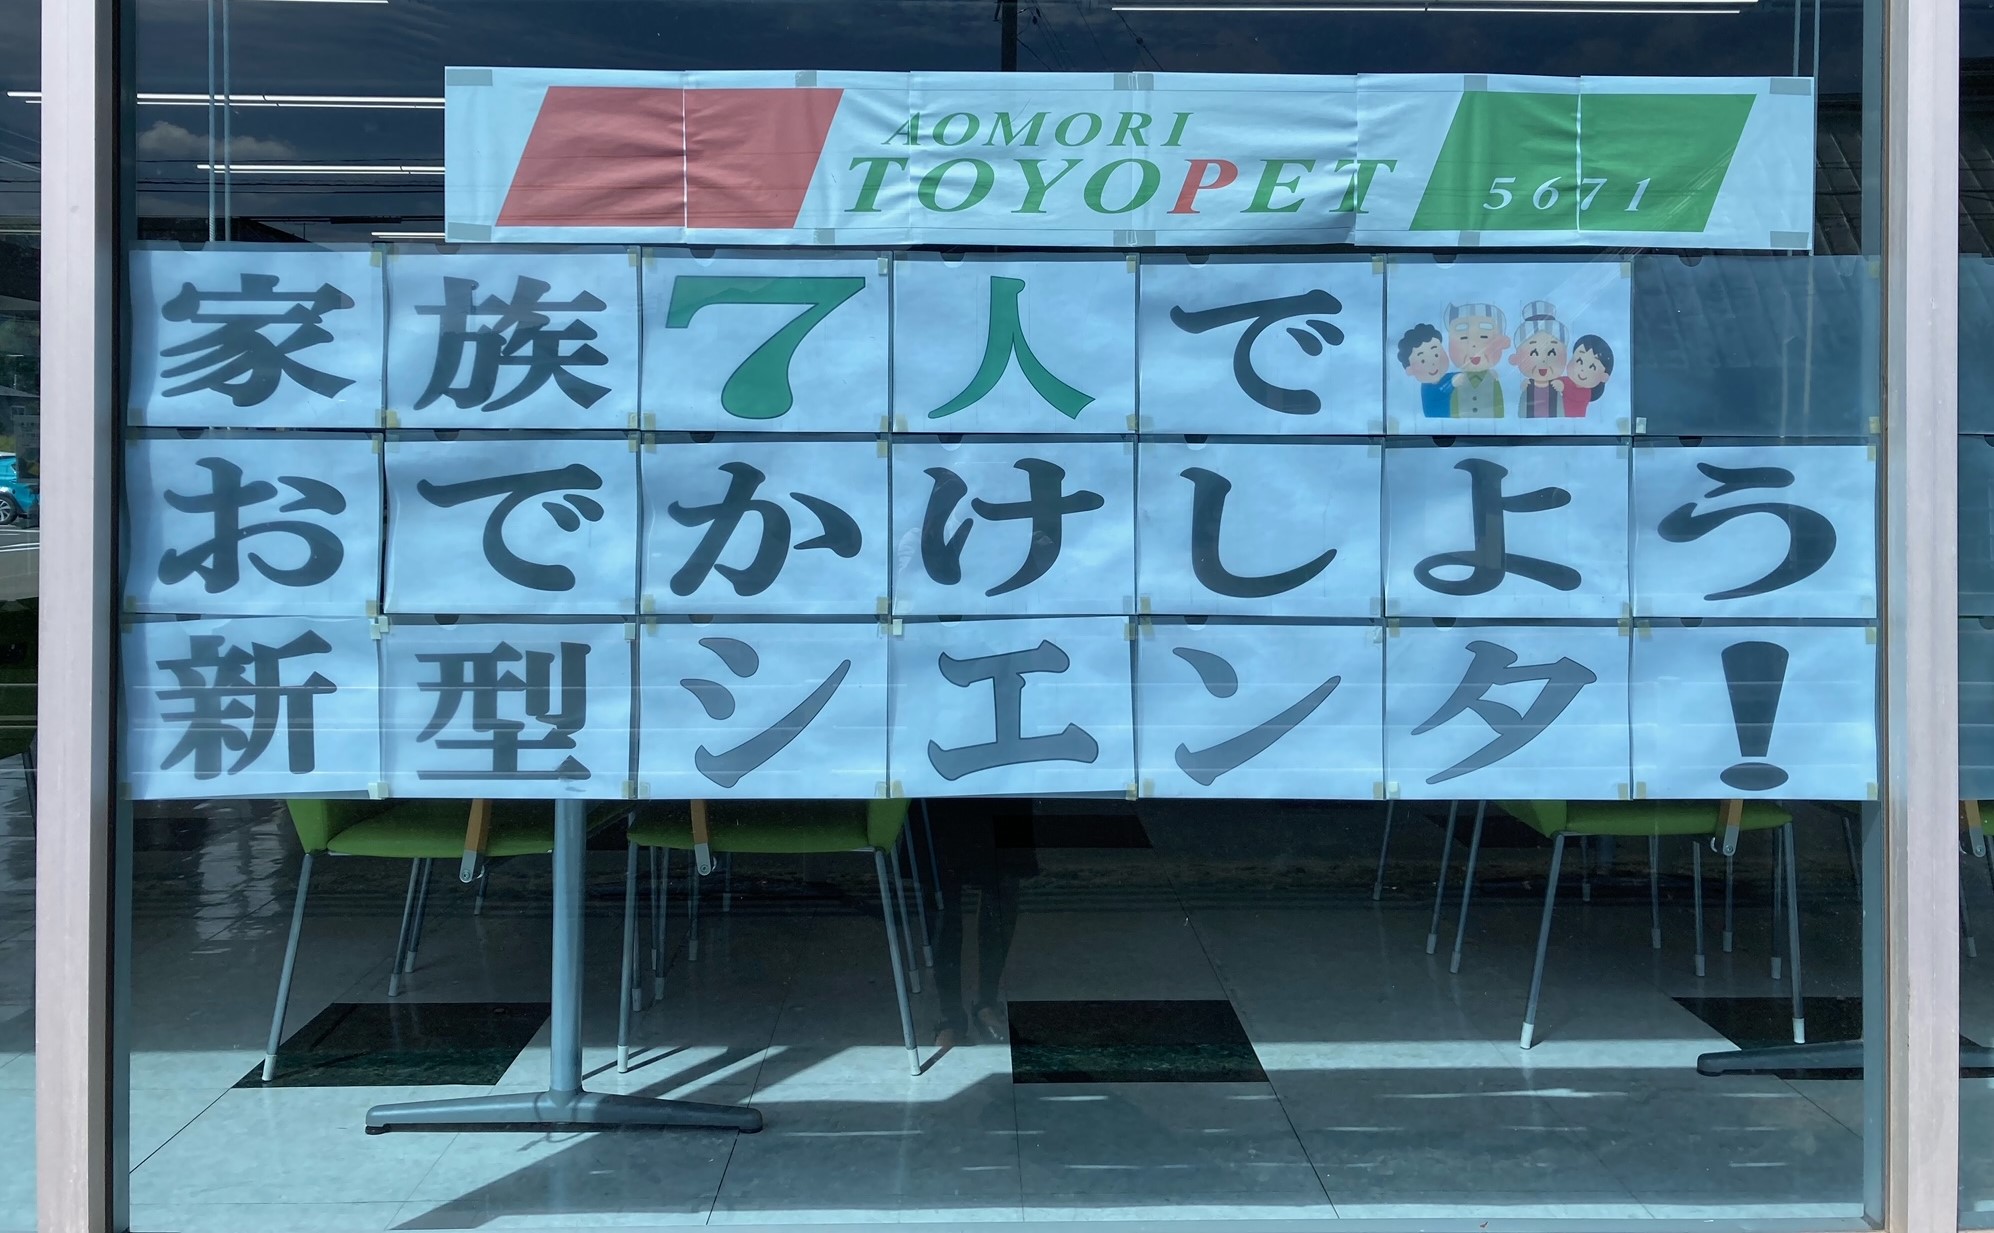 AOMORI
TOYOPET
5671
家族7人で
おでかけしよう
新型シエンタ!